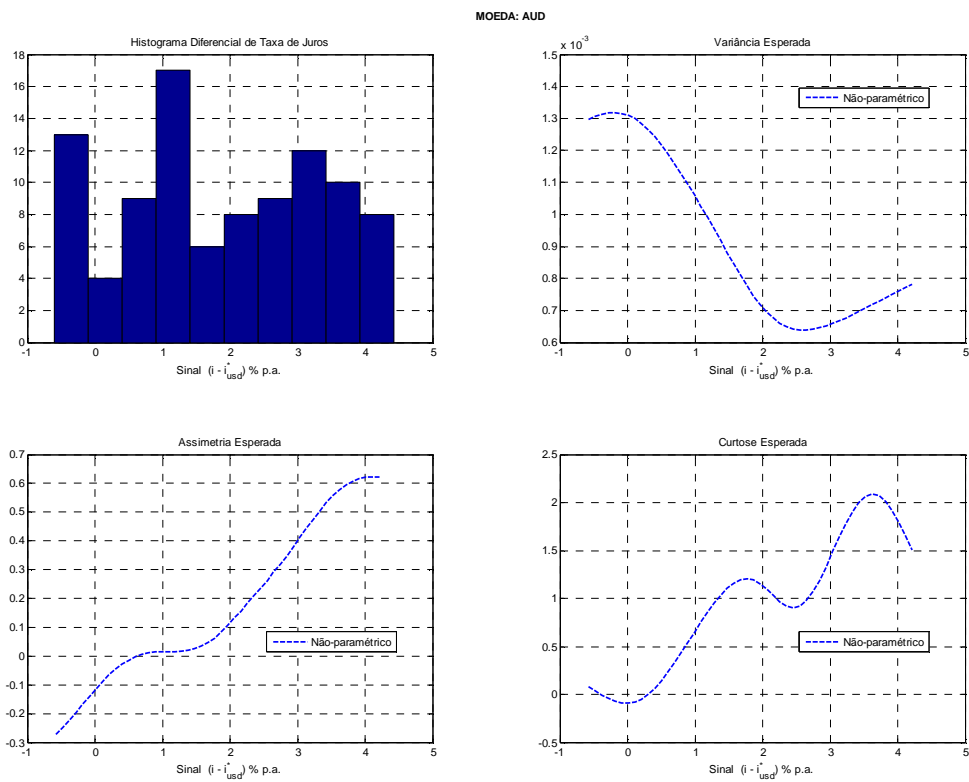 MOEDA: AUD
Histograma Diferencial de Taxa de Juros
18
16
14
12
10
8
6
4
2
0
-1 0 1 2 3 4 5
Sinal (i - i*usd) % p.a.
Variância Esperada
x 10-3
1.5
1.4
1.3
1.2
1.1
1
0.9
0.8
0.7
0.6
Não-paramétrico
-1 0 1 2 3 4 5
Sinal (i - i*usd) % p.a.
Assimetria Esperada
0.7
0.6
0.5
0.4
0.3
0.2
0.1
0
-0.1
-0.2
-0.3
Não-paramétrico
-1 0 1 2 3 4 5
Sinal (i - i*usd) % p.a.
Curtose Esperada
2.5
2
1.5
1
0.5
0
-0.5
Não-paramétrico
-1 0 1 2 3 4 5
Sinal (i - i*usd) % p.a.